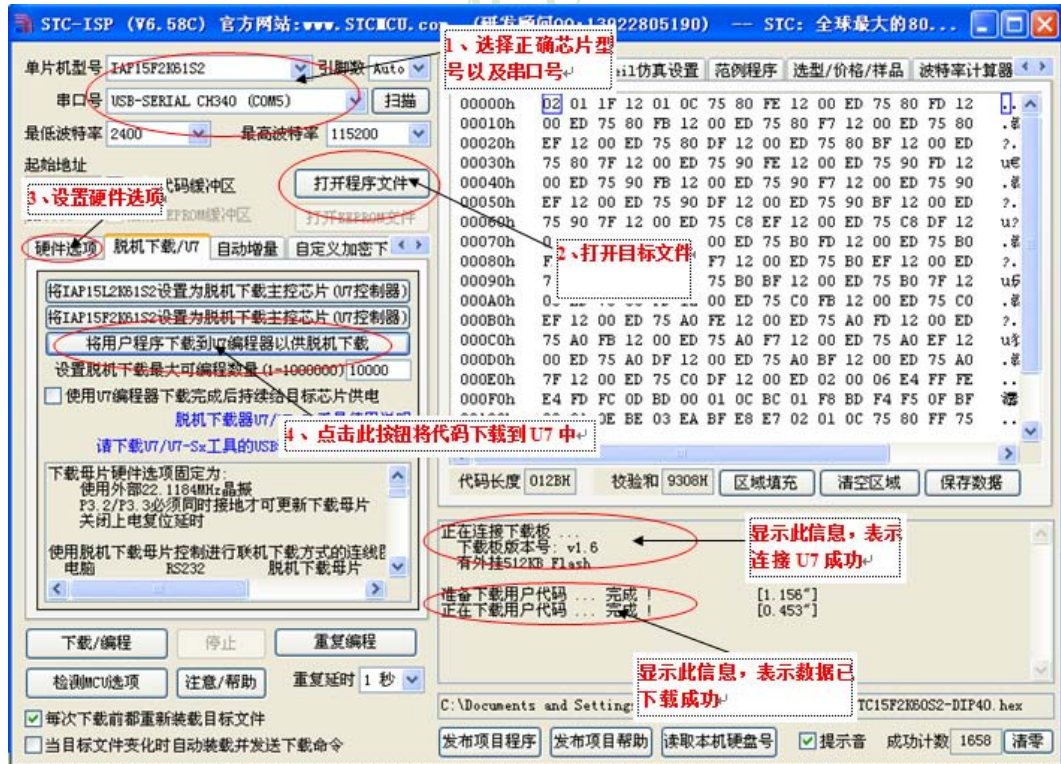 STC-ISP (V6.58C) 官方网站:www.STCMCU.com (研发顾问QQ:13922805190) -- STC: 全球最大的80...
1、选择正确芯片型
号以及串口号
单片机型号 IAP15F2K61S2 引脚数 Auto
串口号 USB-SERIAL CH340 (COM5) 扫描
最低波特率 2400 最高波特率 115200
起始地址
代码缓冲区 打开程序文件
3、设置硬件选项
EEPROM缓冲区 打开EEPROM文件
硬件选项 脱机下载/U7 自动增量 自定义加密下
将IAP15L2K61S2设置为脱机下载主控芯片(U7控制器)
将IAP15F2K61S2设置为脱机下载主控芯片(U7控制器)
将用户程序下载到U7编程器以供脱机下载
设置脱机下载最大可编程数量(1-1000000) 10000
使用U7编程器下载完成后持续给目标芯片供电
脱机下载器U7/
请下载U7/U7-Sx工具的USB
4、点击此按钮将代码下载到 U7 中
下载母片硬件选项固定为:
使用外部22.1184MHz晶振
P3.2/P3.3必须同时接地才可更新下载母片
关闭上电复位延时
使用脱机下载母片控制进行联机下载方式的连线
电脑 RS232 脱机下载母片
下载/编程 停止 重复编程
检测MCU选项 注意/帮助 重复延时 1 秒
每次下载前都重新装载目标文件
当目标文件变化时自动装载并发送下载命令
il仿真设置 范例程序 选型/价格/样品 波特率计算器
00000h 02 01 1F 12 01 0C 75 80 FE 12 00 ED 75 80 FD 12 ..
00010h 00 ED 75 80 FB 12 00 ED 75 80 F7 12 00 ED 75 80
00020h EF 12 00 ED 75 80 DF 12 00 ED 75 80 BF 12 00 ED ?.
00030h 75 80 7F 12 00 ED 75 90 FE 12 00 ED 75 90 FD 12 u€
00040h 00 ED 75 90 FB 12 00 ED 75 90 F7 12 00 ED 75 90
00050h EF 12 00 ED 75 90 DF 12 00 ED 75 90 BF 12 00 ED ?.
00060h 75 90 7F 12 00 ED 75 C8 EF 12 00 ED 75 C8 DF 12 u?
00070h 0 00 ED 75 B0 FD 12 00 ED 75 B0
2、打开目标文件
00080h F F7 12 00 ED 75 B0 EF 12 00 ED ?.
00090h 7 75 B0 BF 12 00 ED 75 B0 7F 12
000A0h 00 ED 75 C0 FB 12 00 ED 75 C0
000B0h EF 12 00 ED 75 A0 FE 12 00 ED 75 A0 FD 12 00 ED ?.
000C0h 75 A0 FB 12 00 ED 75 A0 F7 12 00 ED 75 A0 EF 12
000D0h 00 ED 75 A0 DF 12 00 ED 75 A0 BF 12 00 ED 75 A0
000E0h 7F 12 00 ED 75 C0 DF 12 00 ED 02 00 06 E4 FF FE ..
000F0h E4 FD FC 0D BD 00 01 0C BC 01 F8 BD F4 F5 0F BF
0E BE 03 EA BF E8 E7 02 01 0C 75 80 FF 75 ..
代码长度 012BH 校验和 9308H 区域填充 清空区域 保存数据
正在连接下载板 ...
下载板版本号: v1.6
有外挂512KB Flash
显示此信息，表示
连接 U7 成功
准备下载用户代码 ... 完成 ! [1.156"]
正在下载用户代码 ... 完成 ! [0.453"]
显示此信息，表示数据已
下载成功
C:\Documents and Setting TC15F2K60S2-DIP40.hex
发布项目程序 发布项目帮助 读取本机硬盘号 提示音 成功计数 1658 清零